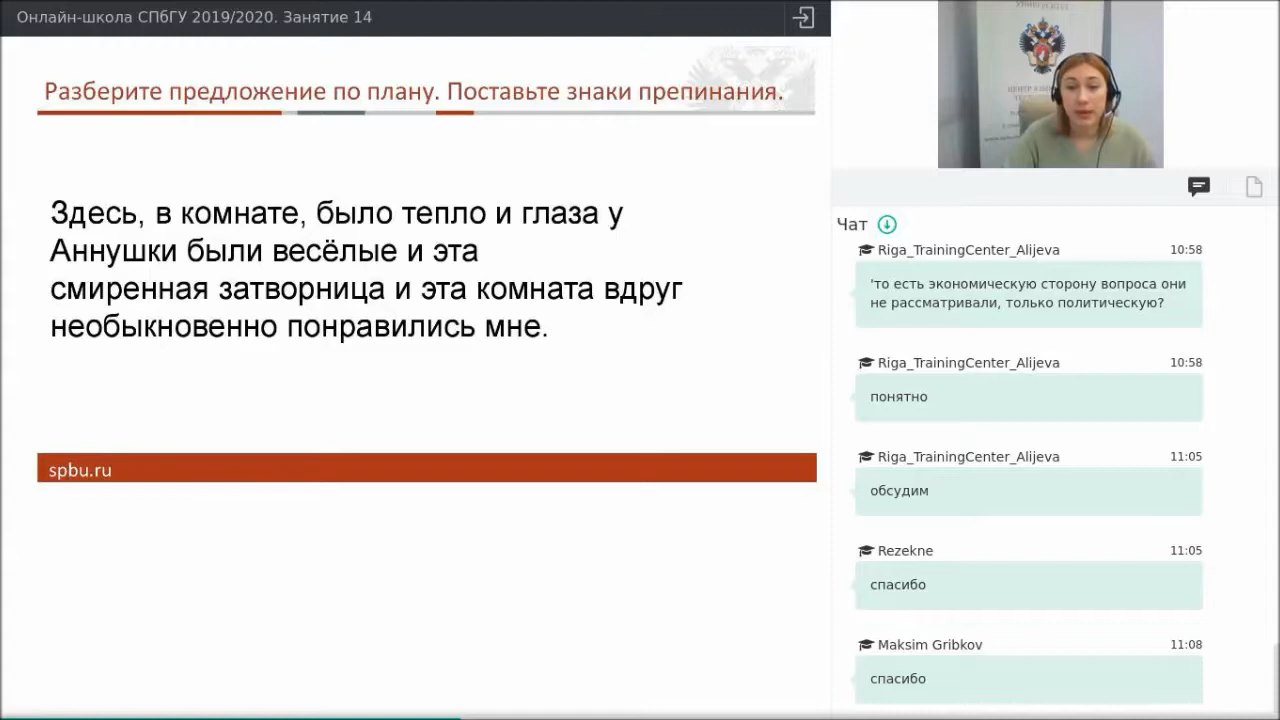 Онлайн-школа СПбГУ 2019/2020. Занятие 14
Разберите предложение по плану. Поставьте знаки препинания.
Здесь, в комнате, было тепло и глаза у
Аннушки были весёлые и эта
смиренная затворница и эта комната вдруг
необыкновенно понравились мне.
spbu.ru
Чат
Riga_TrainingCenter_Alijeva 10:58
'то есть экономическую сторону вопроса они
не рассматривали, только политическую?
Riga_TrainingCenter_Alijeva 10:58
понятно
Riga_TrainingCenter_Alijeva 11:05
обсудим
Rezekne 11:05
спасибо
Maksim Gribkov 11:08
спасибо